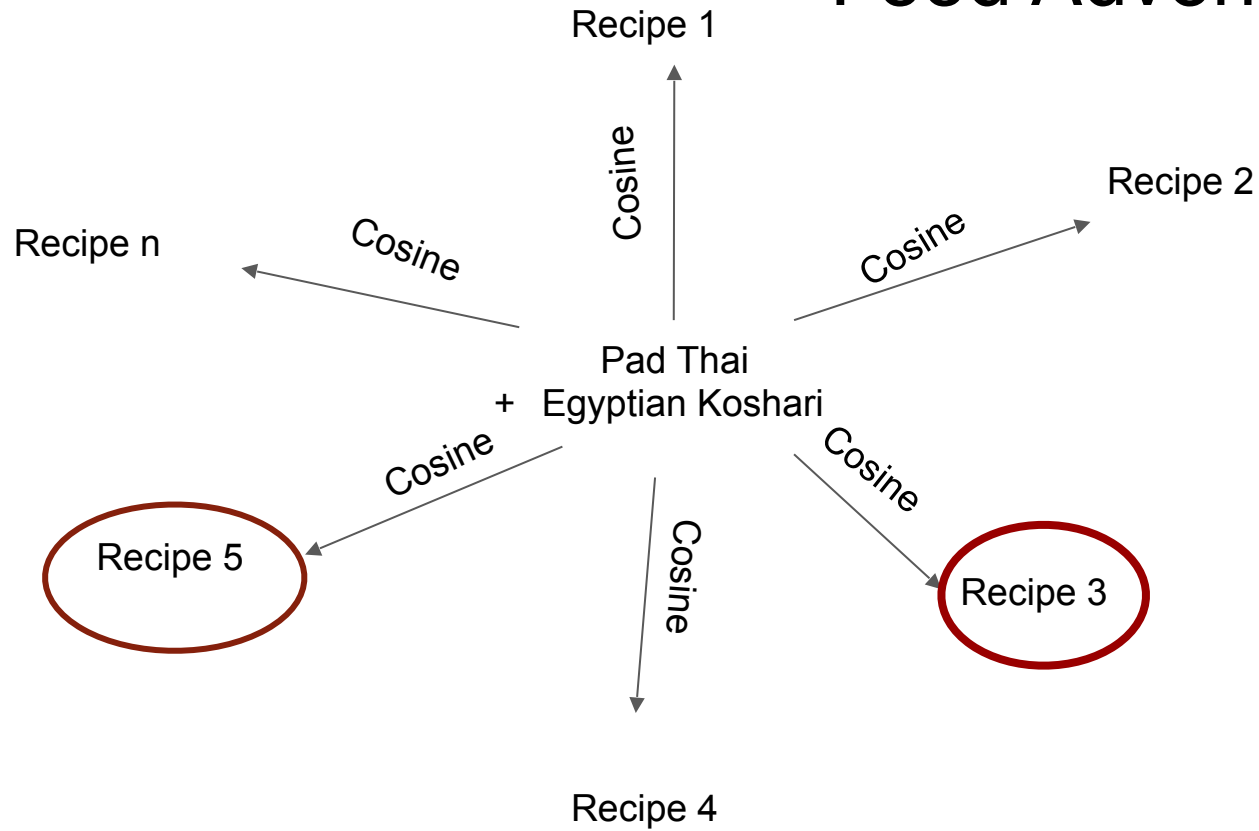 Recipe 1
Cosine
Recipe 2
Cosine
Recipe n
Cosine
Pad Thai
+ Egyptian Koshari
Cosine
Cosine
Recipe 5
Cosine
Recipe 3
Recipe 4